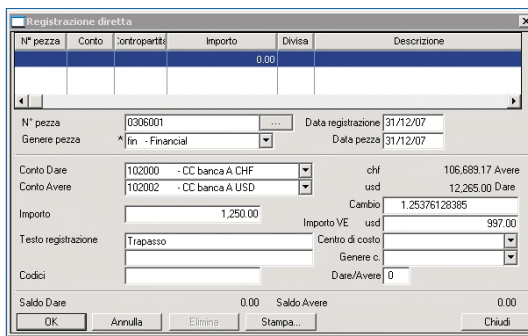 Registrazione diretta
N° pezza Conto Contropartita Importo Divisa Descrizione
0.00
N° pezza 0306001 ... Data registrazione 31/12/07
Genere pezza * fin - Financial Data pezza 31/12/07
Conto Dare 102000 - CC banca A CHF chf 106,689.17 Avere
Conto Avere 102002 - CC banca A USD usd 12,265.00 Dare
Cambio 1.25376128385
Importo 1,250.00 Importo VE usd 997.00
Testo registrazione Trapasso Centro di costo
Genere c.
Codici Dare/Avere 0
Saldo Dare 0.00 Saldo Avere 0.00
OK Annulla Elimina Stampa... Chiudi